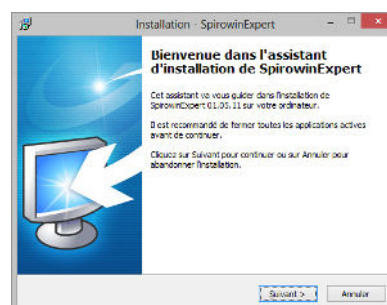 Installation - SpirowinExpert
Bienvenue dans l'assistant
d'installation de SpirowinExpert
Cet assistant va vous guider dans l'installation de
SpirowinExpert 01.05.11 sur votre ordinateur.
Il est recommandé de fermer toutes les applications actives
avant de continuer.
Cliquez sur Suivant pour continuer ou sur Annuler pour
abandonner l'installation.
Suivant >
Annuler